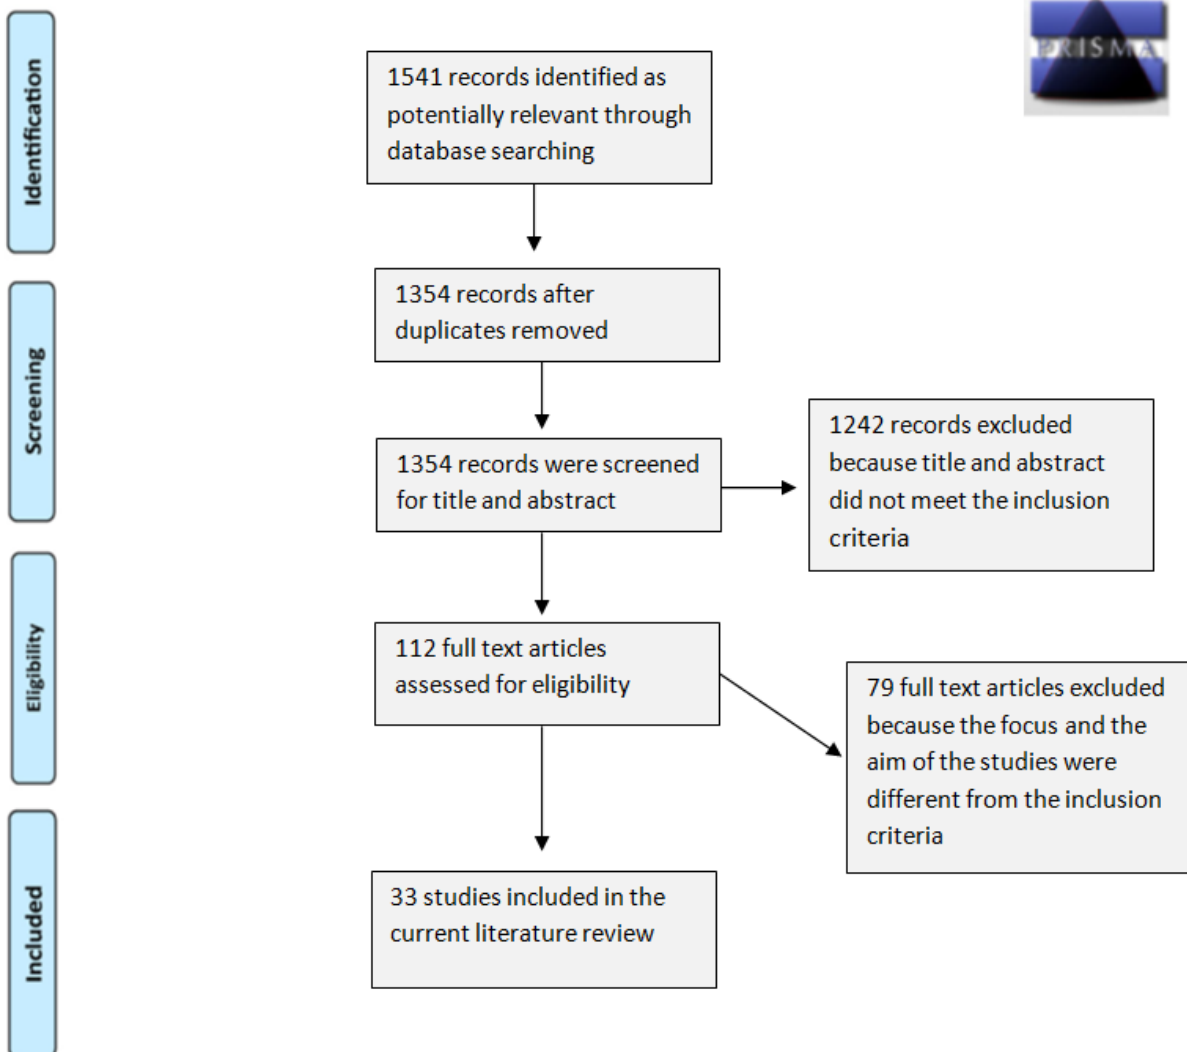 PRISMA
Identification
1541 records identified as
potentially relevant through
database searching
Screening
1354 records after
duplicates removed
1354 records were screened
for title and abstract
1242 records excluded
because title and abstract
did not meet the inclusion
criteria
Eligibility
112 full text articles
assessed for eligibility
79 full text articles excluded
because the focus and the
aim of the studies were
different from the inclusion
criteria
Included
33 studies included in the
current literature review